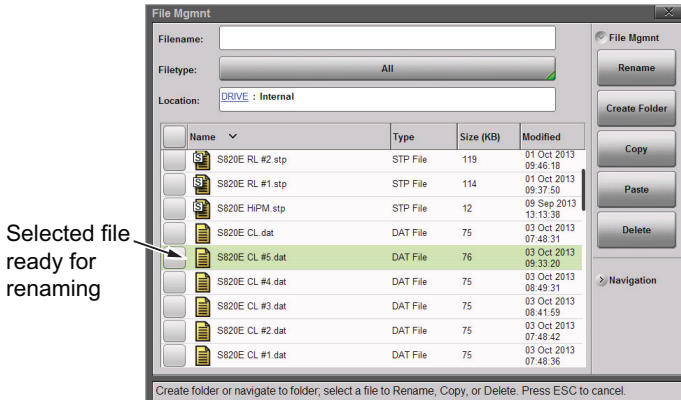 File Mgmnt
Filename:
Filetype: All
Location: DRIVE : Internal
Name Type Size (KB) Modified
S820E RL #2.stp STP File 119 01 Oct 2013 09:46:18
S820E RL #1.stp STP File 114 01 Oct 2013 09:37:50
S820E HiPM.stp STP File 12 09 Sep 2013 13:13:38
S820E CL.dat DAT File 75 03 Oct 2013 07:48:31
S820E CL #5.dat DAT File 76 03 Oct 2013 09:33:20
S820E CL #4.dat DAT File 75 03 Oct 2013 08:49:31
S820E CL #3.dat DAT File 75 03 Oct 2013 08:41:59
S820E CL #2.dat DAT File 75 03 Oct 2013 07:48:42
S820E CL #1.dat DAT File 75 03 Oct 2013 07:48:36
File Mgmnt
Rename
Create Folder
Copy
Paste
Delete
Navigation
Selected file
ready for
renaming
Create folder or navigate to folder; select a file to Rename, Copy, or Delete. Press ESC to cancel.